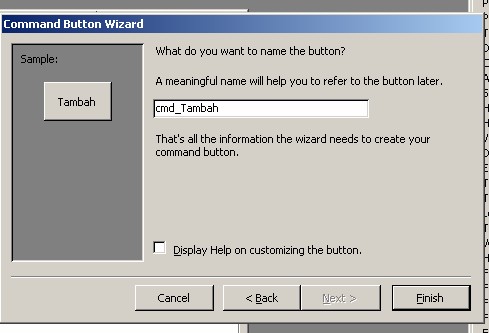 Command Button Wizard
Sample:
Tambah
What do you want to name the button?
A meaningful name will help you to refer to the button later.
cmd_Tambah
That's all the information the wizard needs to create your
command button.
Display Help on customizing the button.
Cancel
< Back
Next >
Finish